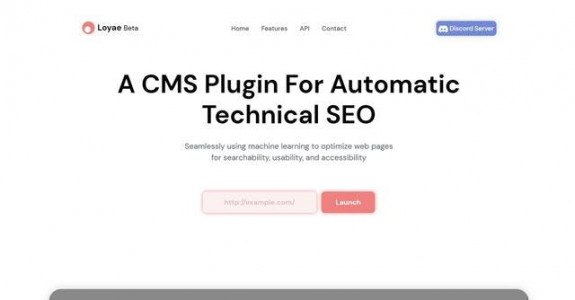 Loyae Beta
Home Features API Contact
Discord Server
A CMS Plugin For Automatic
Technical SEO
Seamlessly using machine learning to optimize web pages
for searchability, usability, and accessibility
http://example.com/
Launch